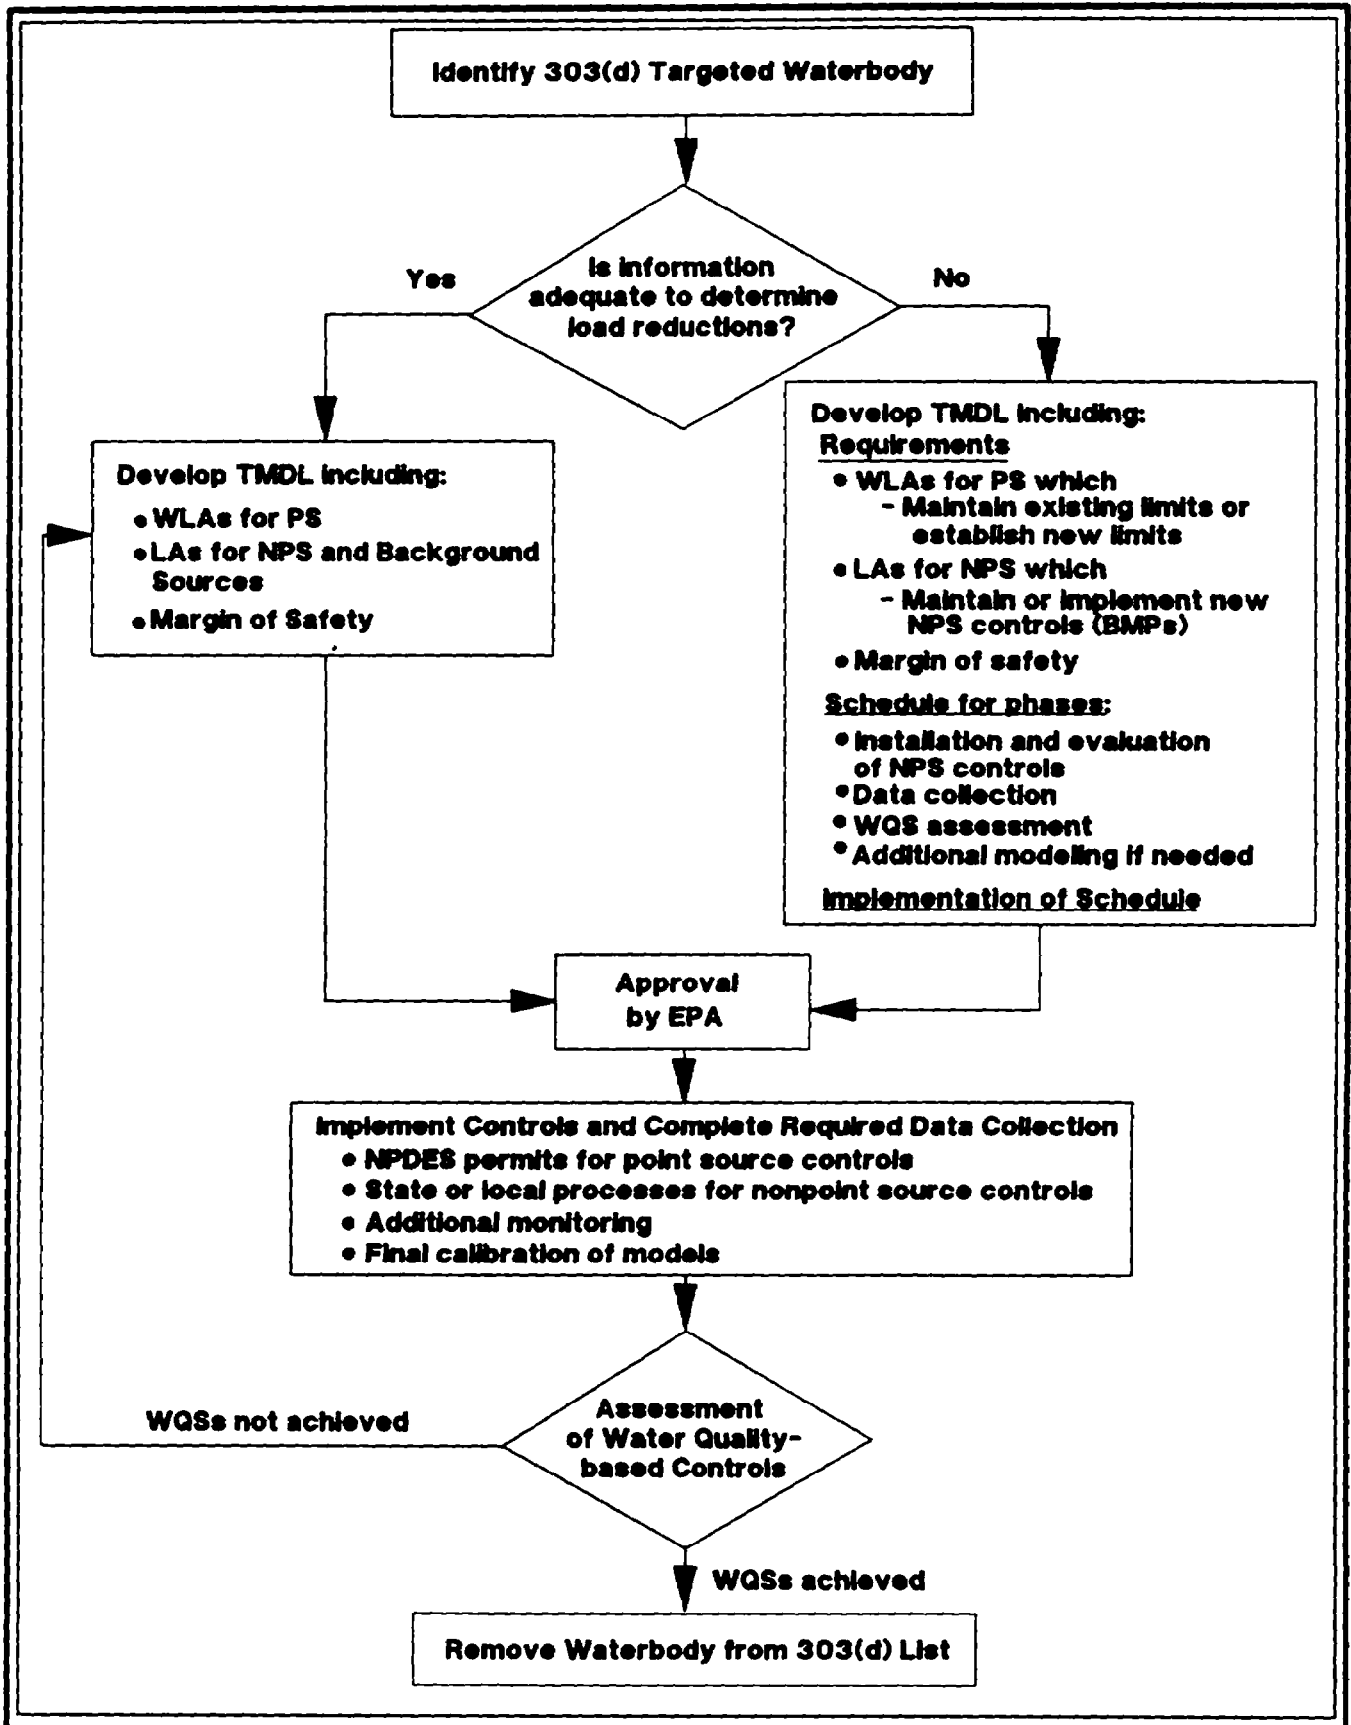 Identify 303(d) Targeted Waterbody
Is information
adequate to determine
load reductions?
Yes
No
Develop TMDL including:
• WLAs for PS
• LAs for NPS and Background
Sources
• Margin of Safety
Develop TMDL including:
Requirements
• WLAs for PS which
- Maintain existing limits or
establish new limits
• LAs for NPS which
- Maintain or implement new
NPS controls (BMPs)
• Margin of safety
Schedule for phases:
• Installation and evaluation
of NPS controls
• Data collection
• WQS assessment
• Additional modeling if needed
Implementation of Schedule
Approval
by EPA
Implement Controls and Complete Required Data Collection
• NPDES permits for point source controls
• State or local processes for nonpoint source controls
• Additional monitoring
• Final calibration of models
WQSs not achieved
Assessment
of Water Quality-
based Controls
WQSs achieved
Remove Waterbody from 303(d) List